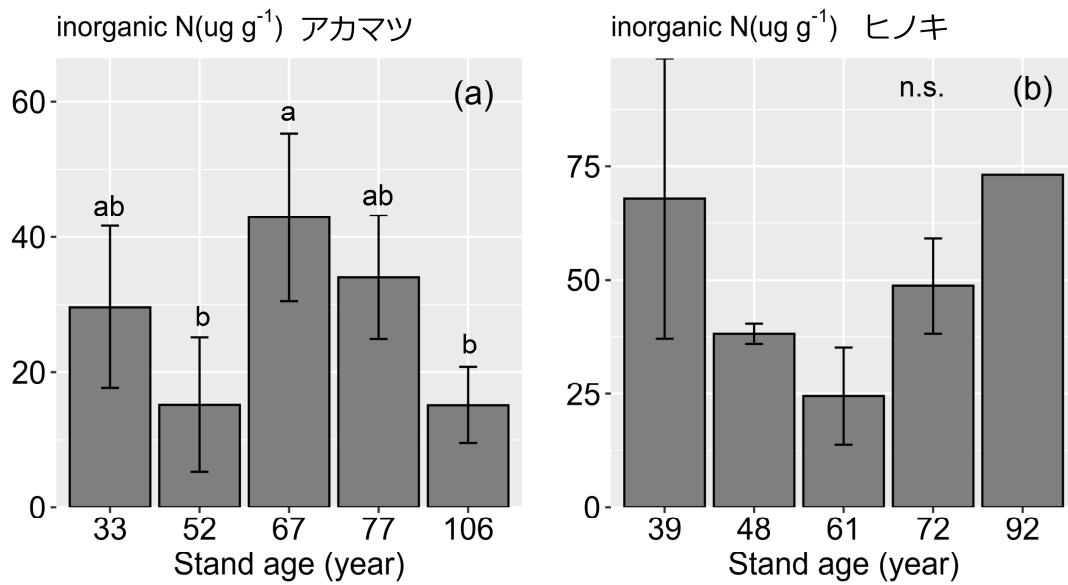 inorganic N(ug g-1) アカマツ
(a)
60
40
20
0
ab
b
a
ab
b
33 52 67 77 106
Stand age (year)
inorganic N(ug g-1) ヒノキ
n.s. (b)
75
50
25
0
39 48 61 72 92
Stand age (year)